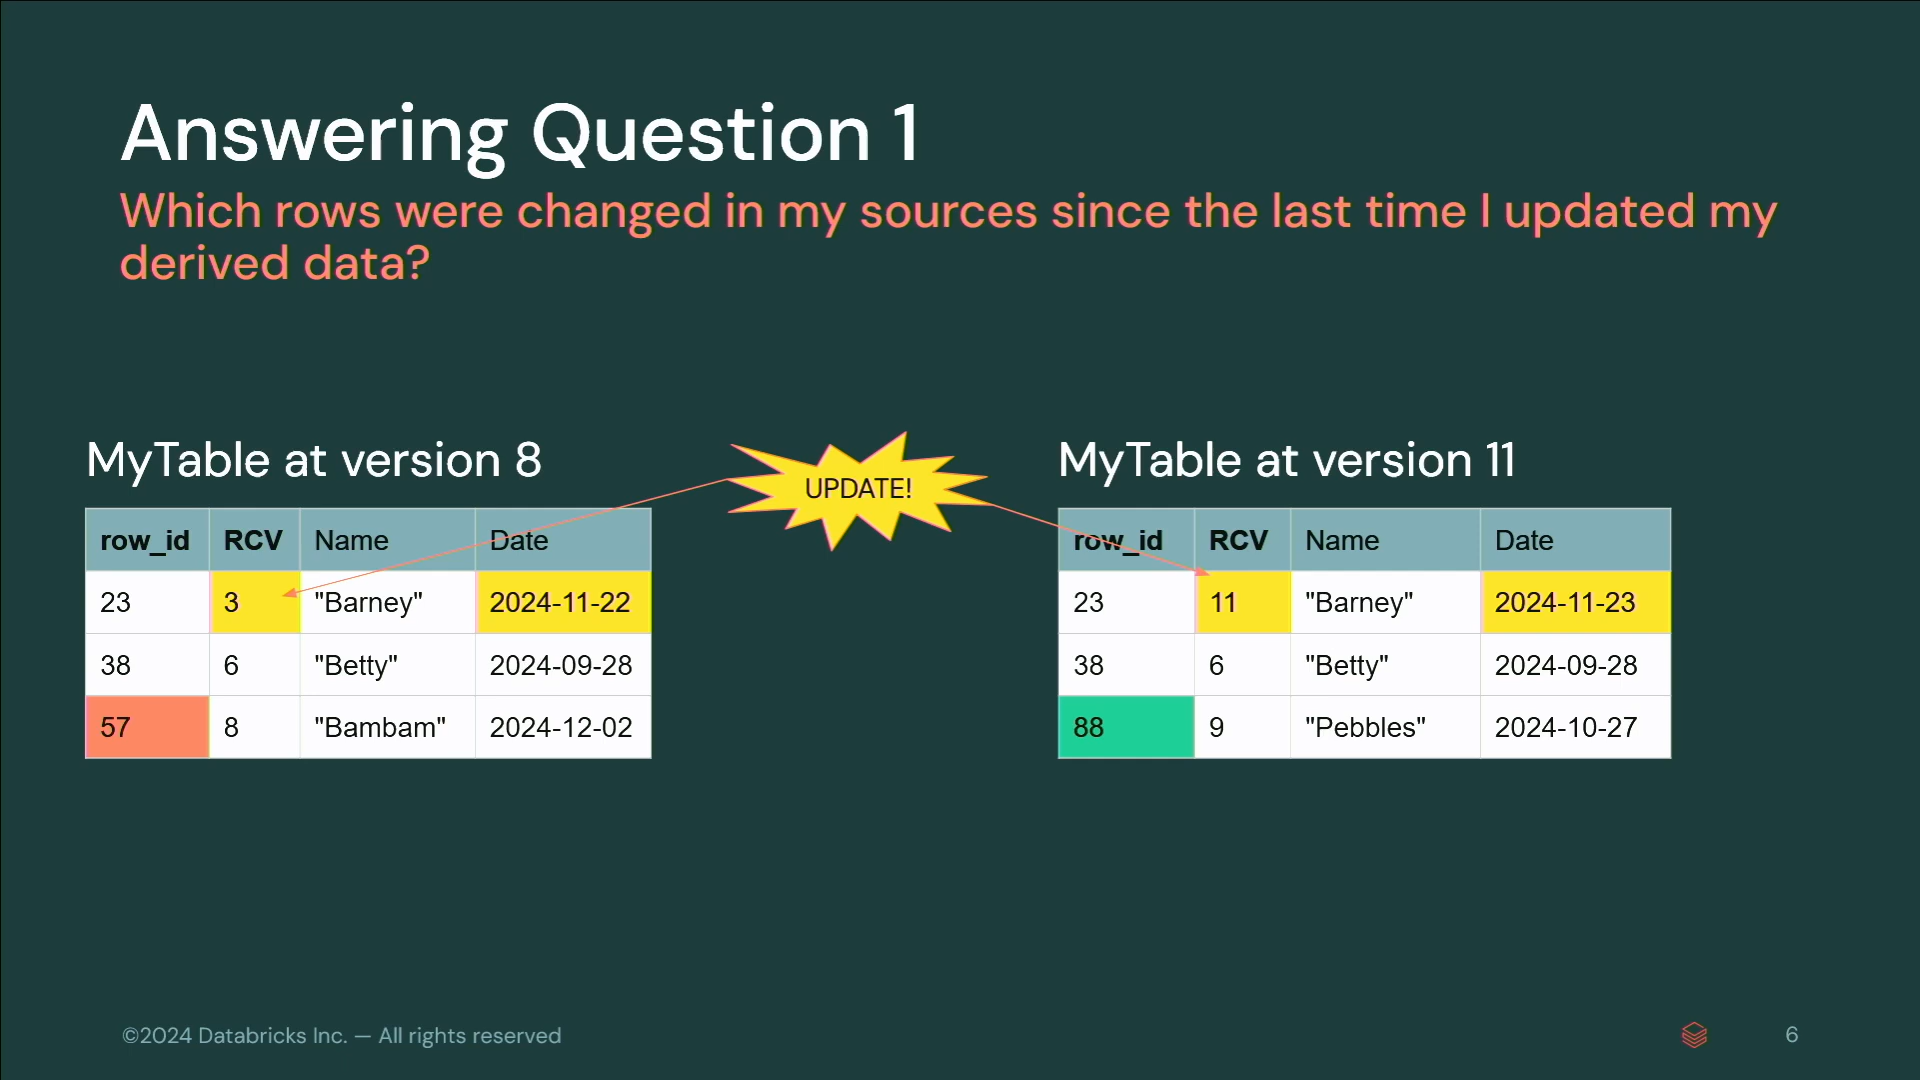 Answering Question 1
Which rows were changed in my sources since the last time I updated my
derived data?
MyTable at version 8
row_id RCV Name Date
23 3 "Barney" 2024-11-22
38 6 "Betty" 2024-09-28
57 8 "Bambam" 2024-12-02
UPDATE!
MyTable at version 11
row_id RCV Name Date
23 11 "Barney" 2024-11-23
38 6 "Betty" 2024-09-28
88 9 "Pebbles" 2024-10-27
©2024 Databricks Inc. — All rights reserved
6